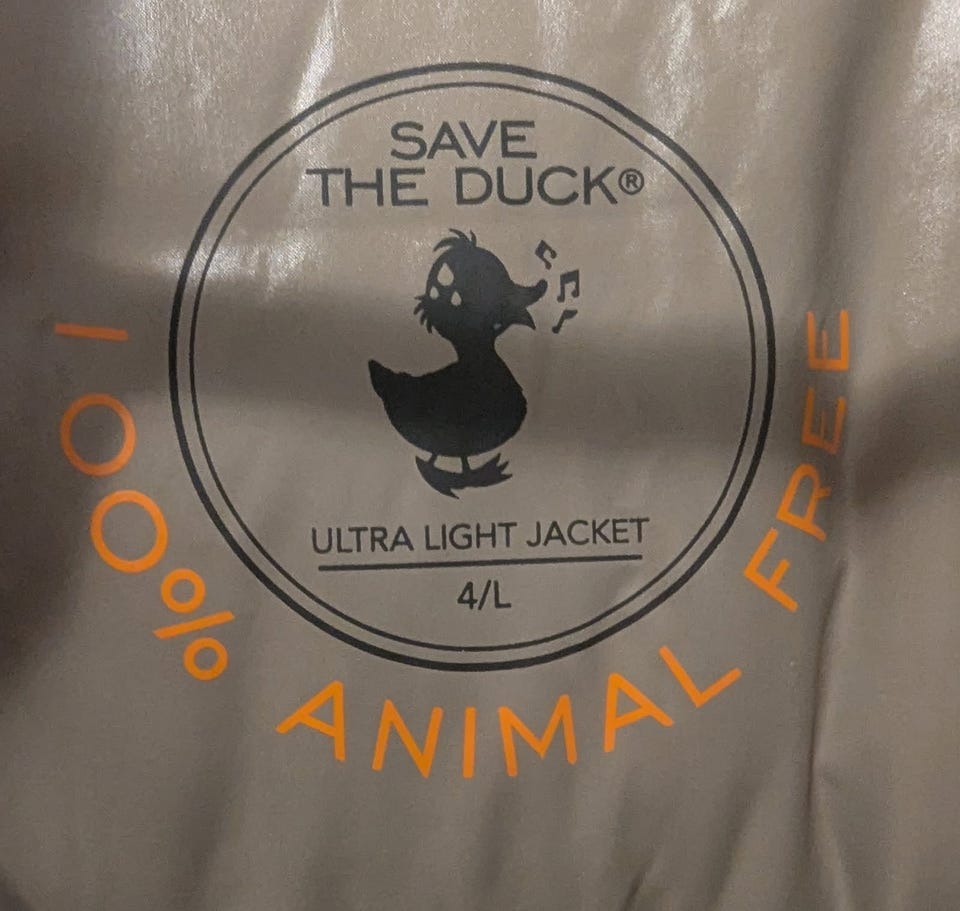 SAVE
THE DUCK®
ULTRA LIGHT JACKET
4/L
100% ANIMAL FREE